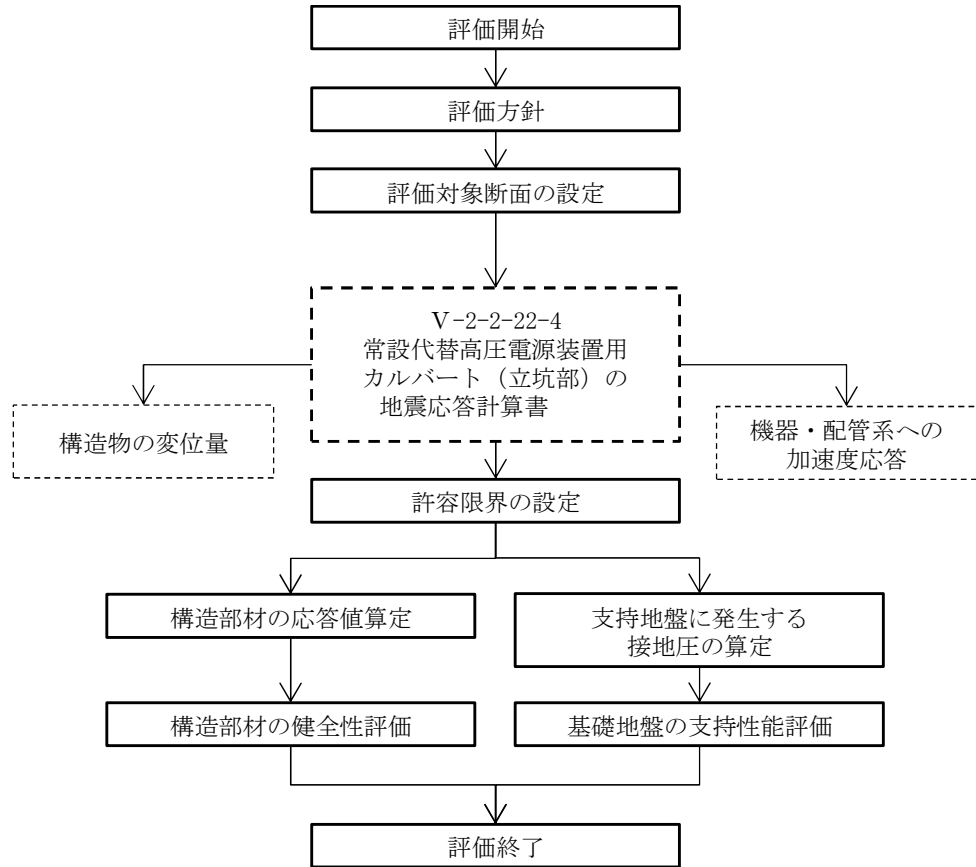 評価開始
評価方針
評価対象断面の設定
Ⅴ-2-2-22-4
常設代替高圧電源装置用
カルバート（立坑部）の
地震応答計算書
構造物の変位量
機器・配管系への
加速度応答
許容限界の設定
構造部材の応答値算定
支持地盤に発生する
接地圧の算定
構造部材の健全性評価
基礎地盤の支持性能評価
評価終了